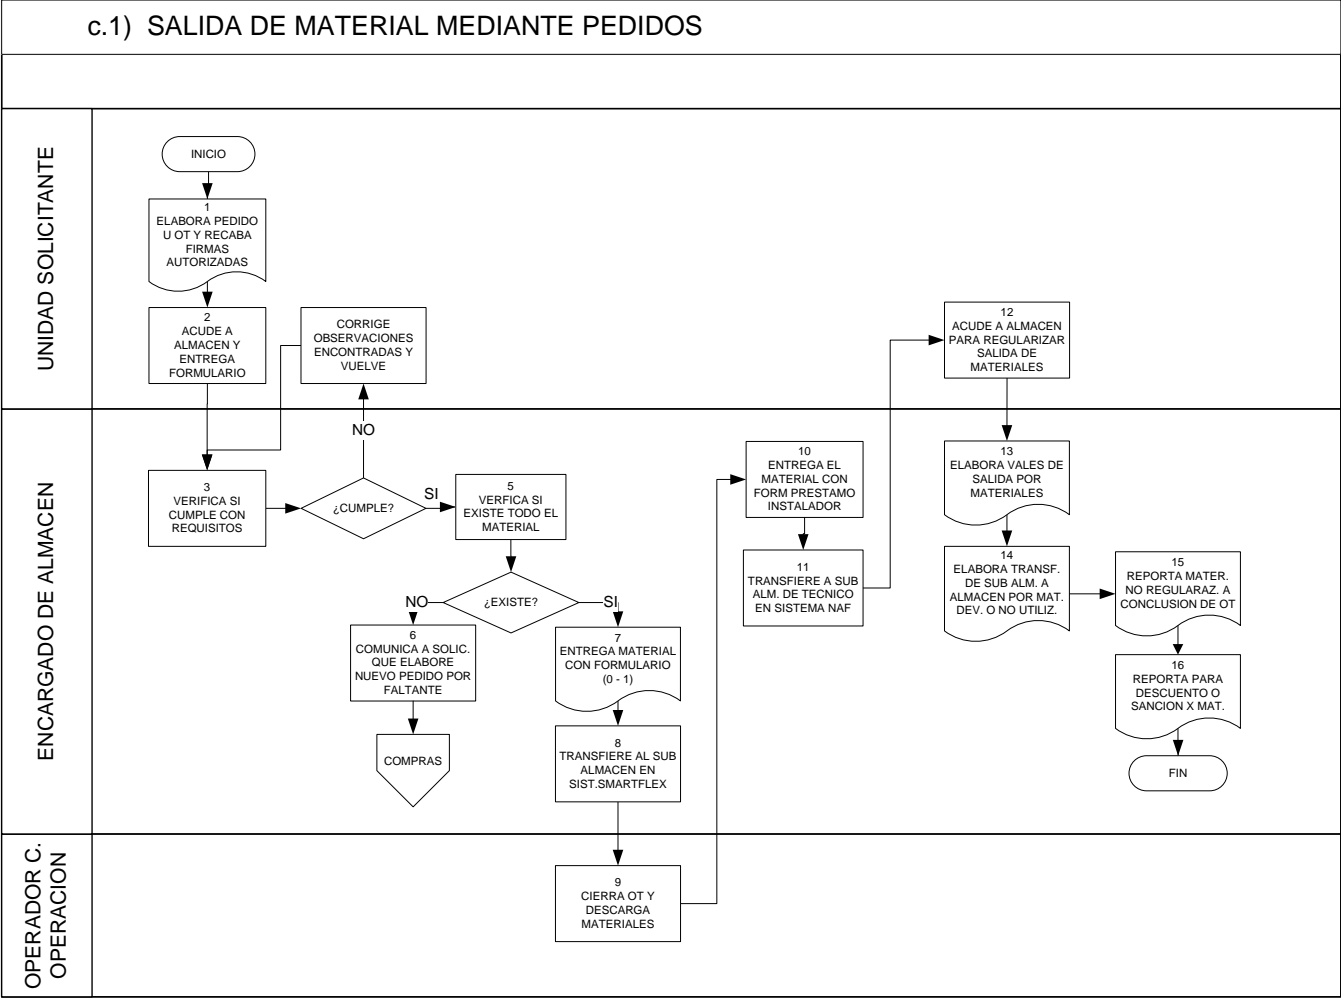 c.1) SALIDA DE MATERIAL MEDIANTE PEDIDOS
UNIDAD SOLICITANTE
INICIO
1
ELABORA PEDIDO
U OT Y RECABA
FIRMAS
AUTORIZADAS
2
ACUDE A
ALMACEN Y
ENTREGA
FORMULARIO
CORRIGE
OBSERVACIONES
ENCONTRADAS Y
VUELVE
12
ACUDE A ALMACEN
PARA REGULARIZAR
SALIDA DE
MATERIALES
ENCARGADO DE ALMACEN
3
VERIFICA SI
CUMPLE CON
REQUISITOS
NO
¿CUMPLE?
SI
5
VERFICA SI
EXISTE TODO EL
MATERIAL
NO
¿EXISTE?
SI
6
COMUNICA A SOLIC.
QUE ELABORE
NUEVO PEDIDO POR
FALTANTE
COMPRAS
7
ENTREGA MATERIAL
CON FORMULARIO
(0 - 1)
8
TRANSFIERE AL SUB
ALMACEN EN
SIST.SMARTFLEX
10
ENTREGA EL
MATERIAL CON
FORM PRESTAMO
INSTALADOR
11
TRANSFIERE A SUB
ALM. DE TECNICO
EN SISTEMA NAF
13
ELABORA VALES DE
SALIDA POR
MATERIALES
14
ELABORA TRANSF.
DE SUB ALM. A
ALMACEN POR MAT.
DEV. O NO UTILIZ.
15
REPORTA MATER.
NO REGULARAZ. A
CONCLUSION DE OT
16
REPORTA PARA
DESCUENTO O
SANCION X MAT.
FIN
OPERADOR C.
OPERACION
9
CIERRA OT Y
DESCARGA
MATERIALES